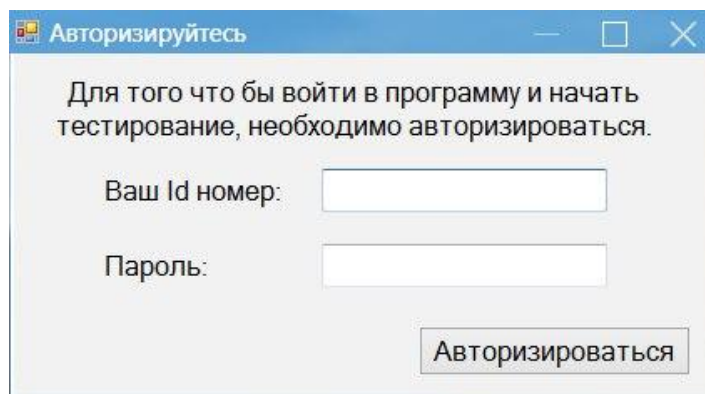 Авторизируйтесь
Для того что бы войти в программу и начать
тестирование, необходимо авторизироваться.
Ваш Id номер:
Пароль:
Авторизироваться